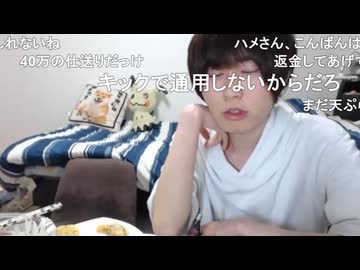 しれないね
ハメさん、こんばんは
40万の仕送りだっけ
返金してあげて
キックで通用しないからだろ
まだ天ぷら